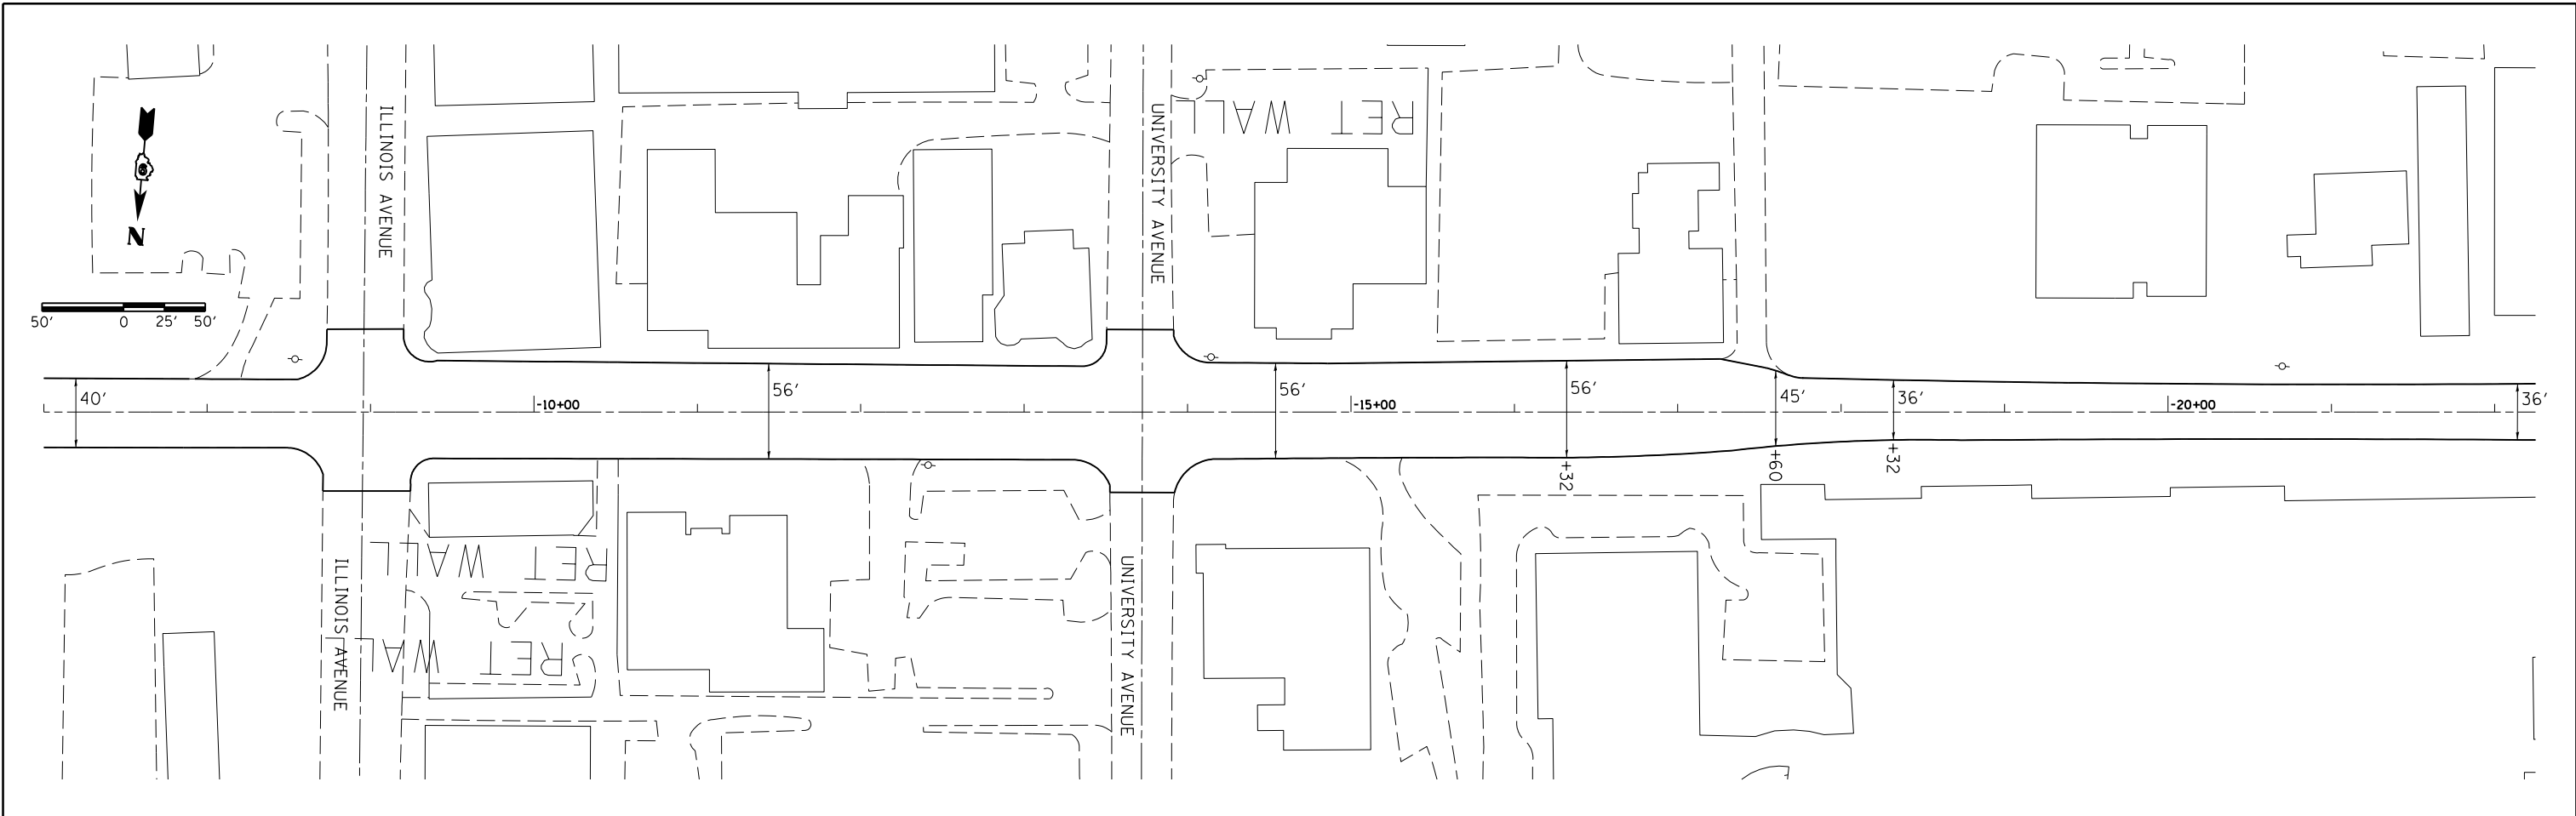 ILLINOIS AVENUE
UNIVERSITY AVENUE
RET WALL
N
50' 0 25' 50'
40'
56'
56'
56'
45'
36'
36'
-10+00
-15+00
-20+00
+32
+60
+32
RET WALL
RET WALL
ILLINOIS AVENUE
UNIVERSITY AVENUE